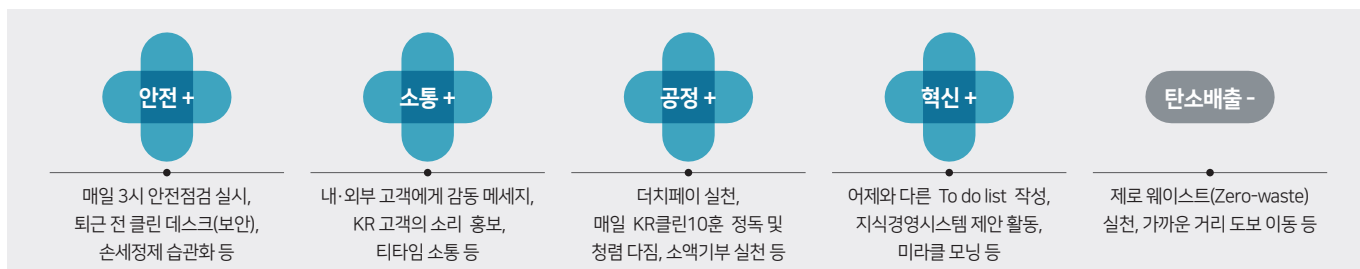 안전 +
매일 3시 안전점검 실시,
퇴근 전 클린 데스크(보안),
손세정제 습관화 등
소통 +
내·외부 고객에게 감동 메세지,
KR 고객의 소리 홍보,
티타임 소통 등
공정 +
더치페이 실천,
매일 KR클린10훈 정독 및
청렴 다짐, 소액기부 실천 등
혁신 +
어제와 다른 To do list 작성,
지식경영시스템 제안 활동,
미라클 모닝 등
탄소배출 -
제로 웨이스트(Zero-waste)
실천, 가까운 거리 도보 이동 등